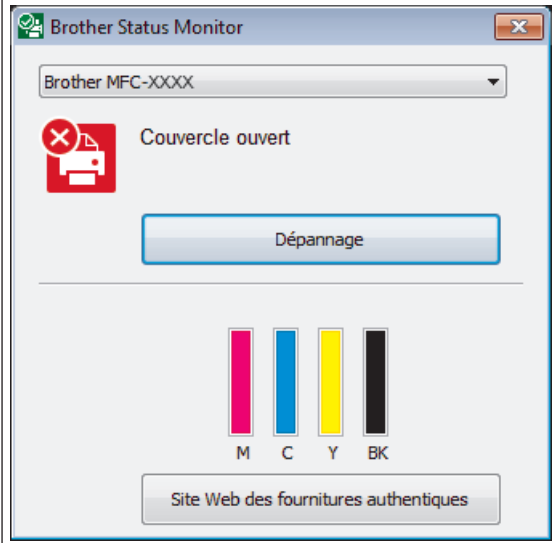 Brother Status Monitor
Brother MFC-XXXX
Couvercle ouvert
Dépannage
M C Y BK
Site Web des fournitures authentiques